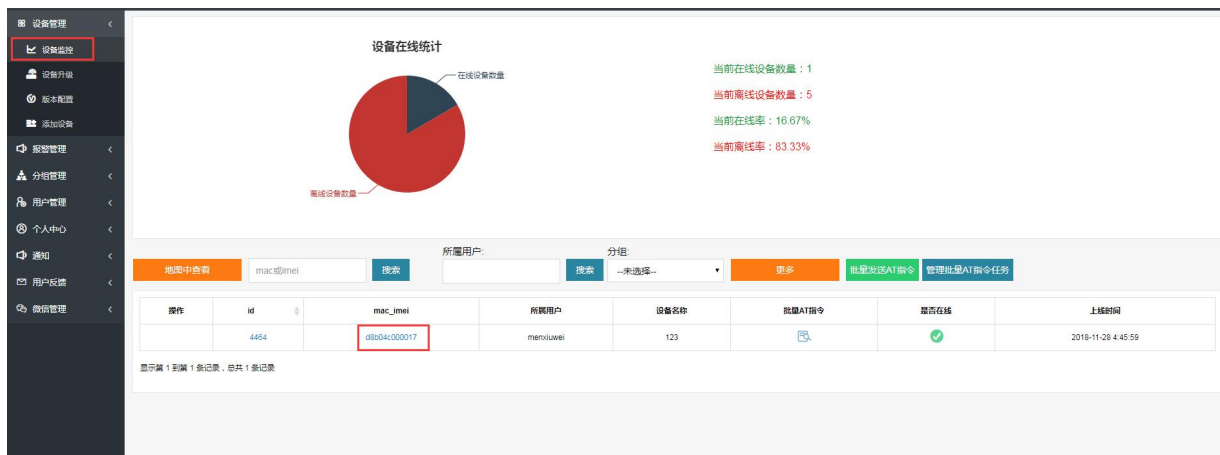 设备管理
设备监控
设备升级
版本配置
添加设备
报警管理
分组管理
用户管理
个人中心
通知
用户反馈
微信管理
设备在线统计
在线设备数量
离线设备数量
当前在线设备数量：1
当前离线设备数量：5
当前在线率：16.67%
当前离线率：83.33%
所属用户:
分组:
地图中查看 mac或imei 搜索 搜索 --未选择-- 更多 批量发送AT指令 管理批量AT指令任务
操作 id mac_imei 所属用户 设备名称 批量AT指令 是否在线 上线时间
4464 d8b04c000017 menxiuwei 123 2018-11-28 4:45:59
显示第 1 到第 1 条记录，总共 1 条记录